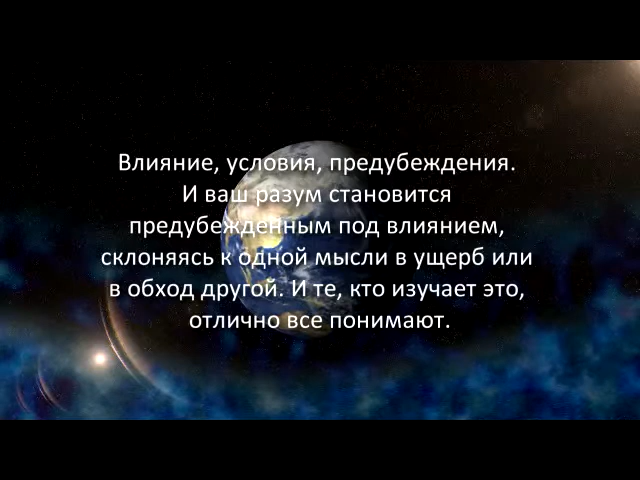 Влияние, условия, предубеждения.
И ваш разум становится
предубежденным под влиянием,
склоняясь к одной мысли в ущерб или
в обход другой. И те, кто изучает это,
отлично все понимают.